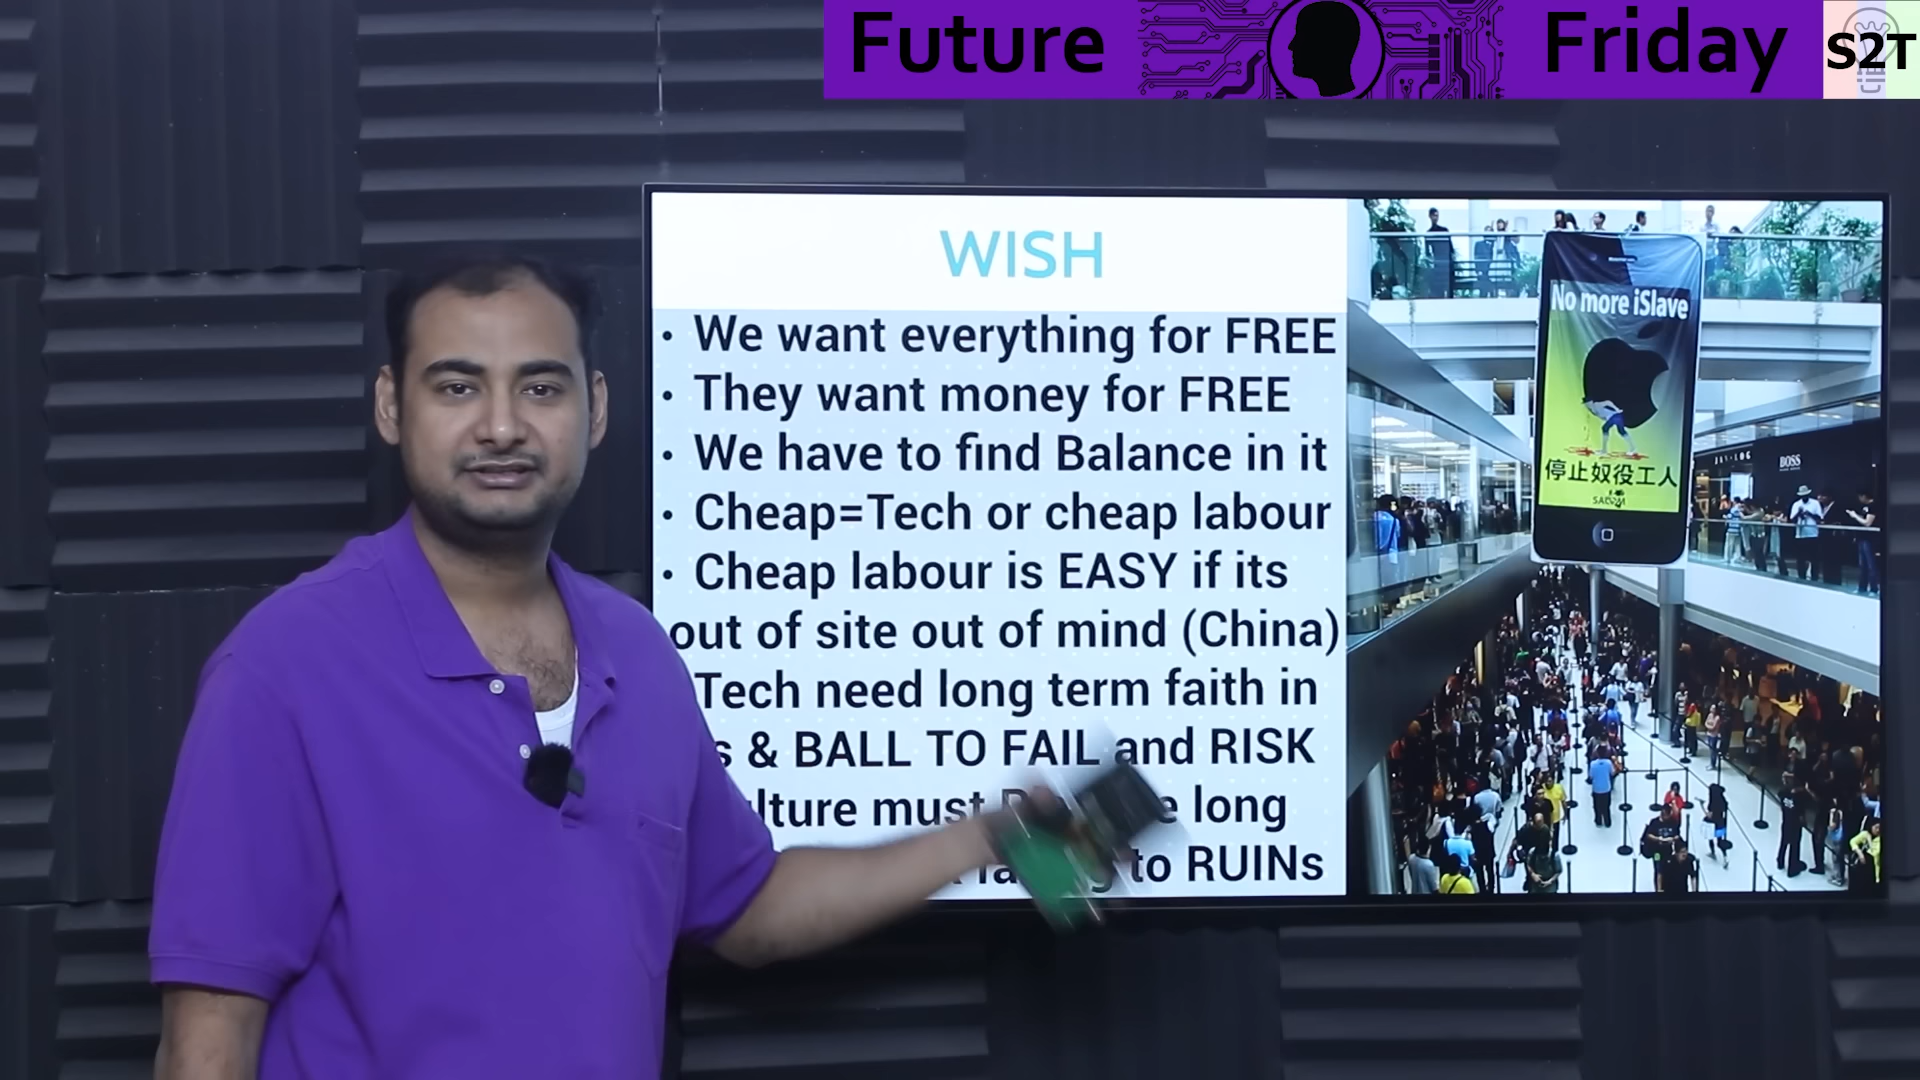 Future Friday
S2T
WISH
• We want everything for FREE
• They want money for FREE
• We have to find Balance in it
• Cheap=Tech or cheap labour
• Cheap labour is EASY if its
out of site out of mind (China)
Tech need long term faith in
& BALL TO FAIL and RISK
must long
to RUINs
No more iSlave
停止奴役工人
BOSS